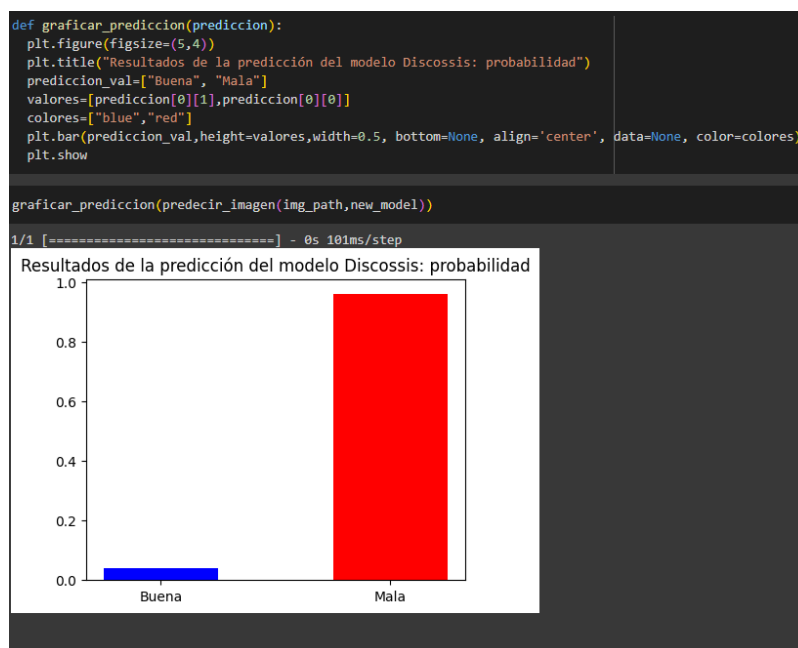 def graficar_prediccion(prediccion):
  plt.figure(figsize=(5,4))
  plt.title("Resultados de la predicción del modelo Discossis: probabilidad")
  prediccion_val=["Buena", "Mala"]
  valores=[prediccion[0][1],prediccion[0][0]]
  colores=["blue","red"]
  plt.bar(prediccion_val,height=valores,width=0.5, bottom=None, align='center', data=None, color=colores)
  plt.show
graficar_prediccion(predecir_imagen(img_path,new_model))
1/1 [==============================] - 0s 101ms/step
Resultados de la predicción del modelo Discossis: probabilidad
1.0
0.8
0.6
0.4
0.2
0.0
Buena Mala